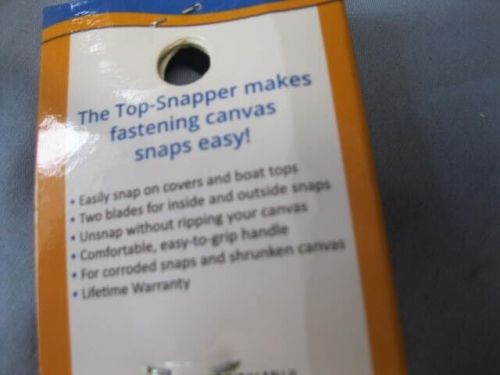 The Top-Snapper makes
fastening canvas
snaps easy!
• Easily snap on covers and boat tops
• Two blades for inside and outside snaps
• Unsnap without ripping your canvas
• Comfortable, easy-to-grip handle
• For corroded snaps and shrunken canvas
• Lifetime Warranty